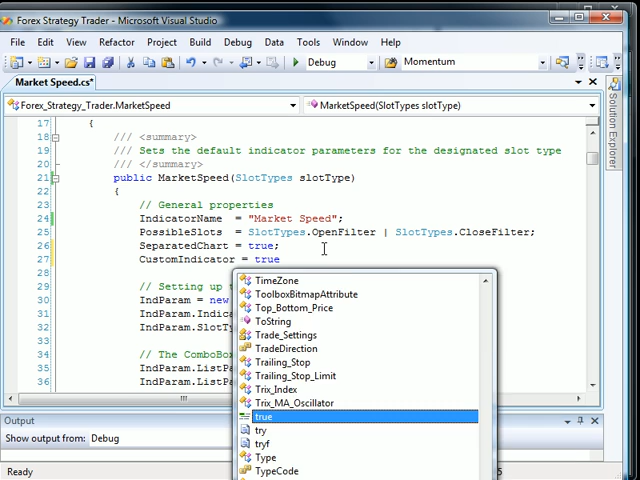 Forex Strategy Trader - Microsoft Visual Studio
File Edit View Refactor Project Build Debug Data Tools Window Help
Debug Momentum
Market Speed.cs*
Forex_Strategy_Trader.MarketSpeed MarketSpeed(SlotTypes slotType)
Solution Explorer
17 {
18 /// <summary>
19 /// Sets the default indicator parameters for the designated slot type
20 /// </summary>
21 public MarketSpeed(SlotTypes slotType)
22 {
23 // General properties
24 IndicatorName = "Market Speed";
25 PossibleSlots = SlotTypes.OpenFilter | SlotTypes.CloseFilter;
26 SeparatedChart = true;
27 CustomIndicator = true
28
29 // Setting up t
30 IndParam = new
31 IndParam.Indica
32 IndParam.SlotTy
33
34 // The ComboBox
35 IndParam.ListPa
36 IndParam.ListPa
TimeZone
ToolboxBitmapAttribute
Top_Bottom_Price
ToString
Trade_Settings
TradeDirection
Trailing_Stop
Trailing_Stop_Limit
Trix_Index
Trix_MA_Oscillator
true
try
tryf
Type
TypeCode
Output
Show output from: Debug
Ready